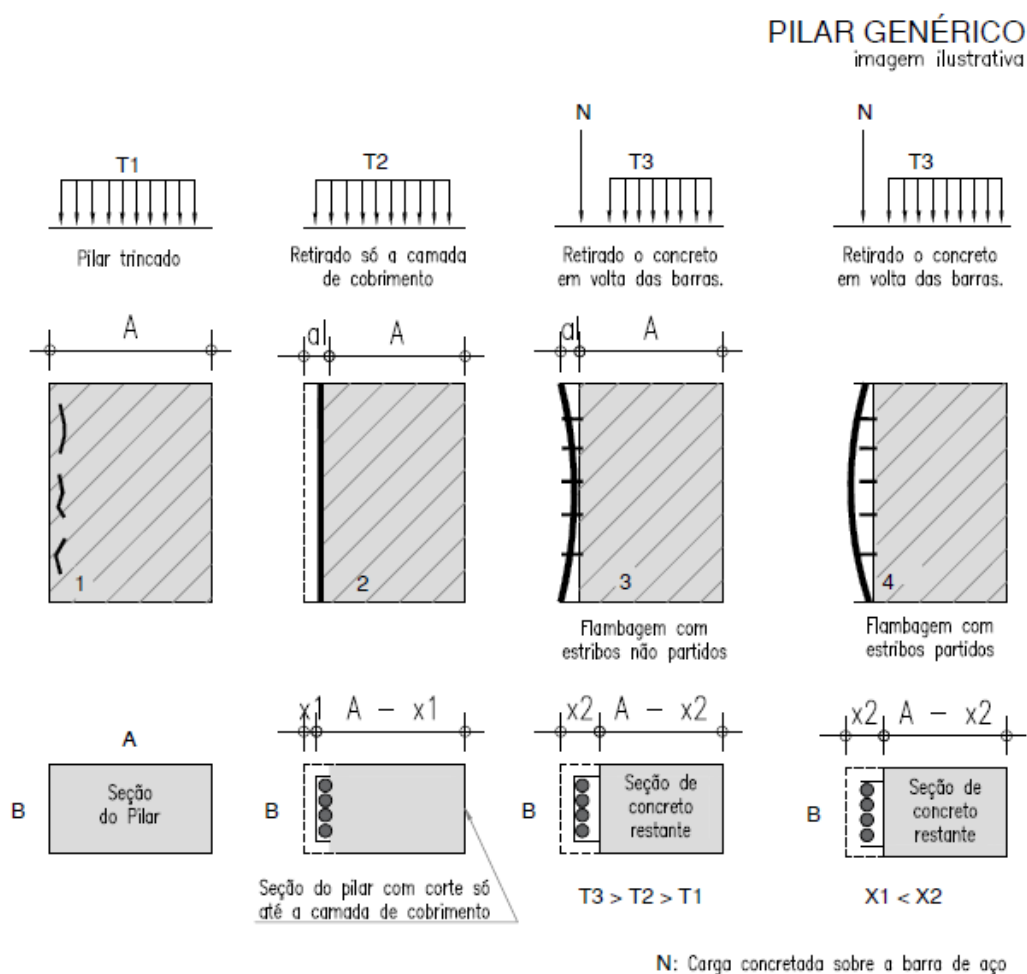 PILAR GENÉRICO
imagem ilustrativa
T1
T2
N
T3
N
T3
Pilar trincado
Retirado só a camada
de cobrimento
Retirado o concreto
em volta das barras.
Retirado o concreto
em volta das barras.
A
a1
A
a1
A
1
2
3
4
Flambagem com
estribos não partidos
Flambagem com
estribos partidos
x1
A - x1
x2
A - x2
x2
A - x2
A
B
Seção
do Pilar
B
B
Seção de
concreto
restante
B
Seção de
concreto
restante
Seção do pilar com corte só
até a camada de cobrimento
T3 > T2 > T1
X1 < X2
N: Carga concretada sobre a barra de aço